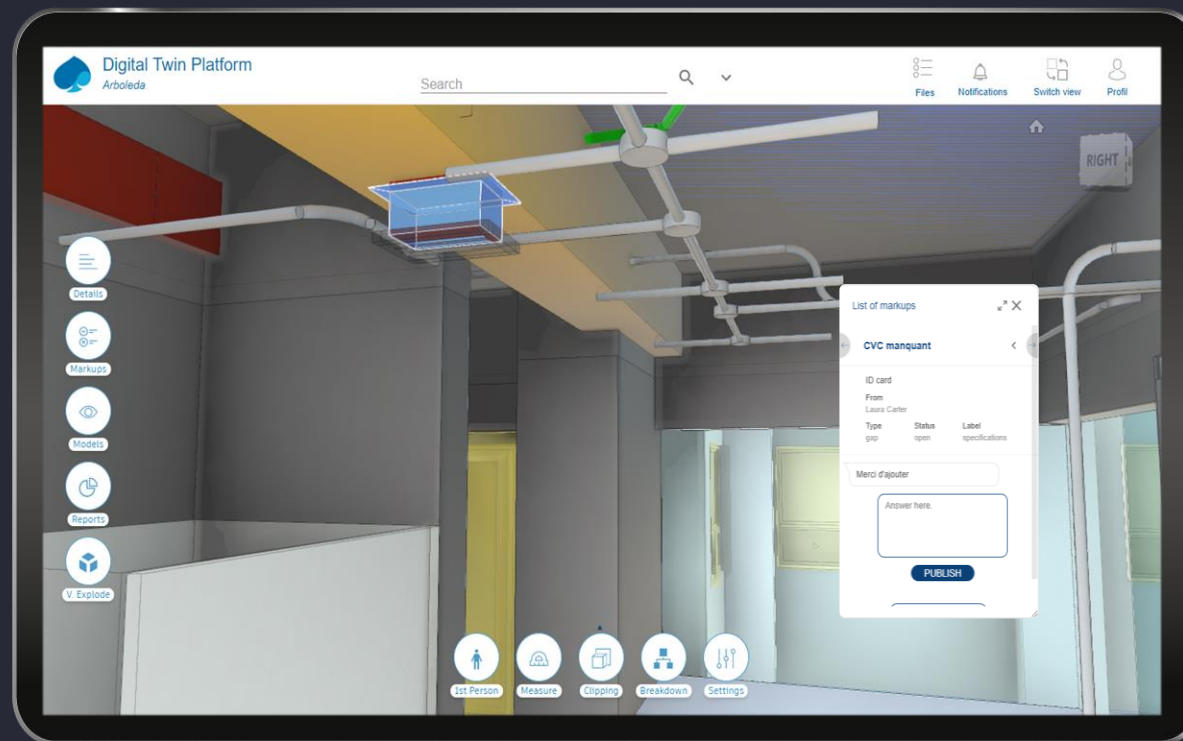 Digital Twin Platform
Arboleda
Search
Files
Notifications
Switch view
Profil
RIGHT
Details
Markups
Models
Reports
V. Explode
List of markups
CVC manquant
ID card
From
Laura Carter
Type Status Label
gap open specifications
Merci d'ajouter
Answer here.
PUBLISH
1st Person
Measure
Clipping
Breakdown
Settings